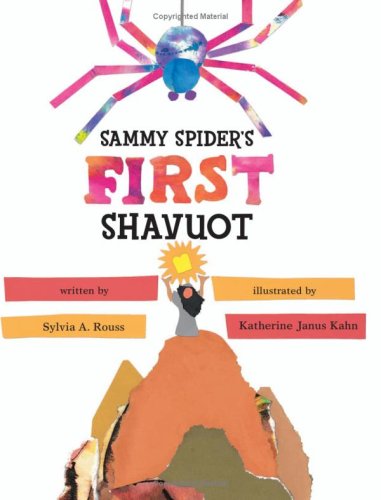 Copyrighted Material
SAMMY SPIDER'S
FIRST
SHAVUOT
written by
illustrated by
Sylvia A. Rouss
Katherine Janus Kahn